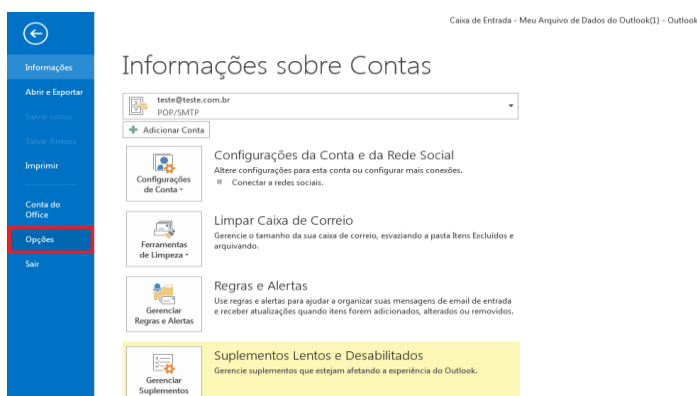 Caixa de Entrada - Meu Arquivo de Dados do Outlook(1) - Outlook
Informações
Abrir e Exportar
Salvar como
Salvar Anexos
Imprimir
Conta do
Office
Opções
Sair
Informações sobre Contas
teste@teste.com.br
POP/SMTP
Adicionar Conta
Configurações
de Conta
Configurações da Conta e da Rede Social
Altere configurações para esta conta ou configurar mais conexões.
Conectar a redes sociais.
Ferramentas
de Limpeza
Limpar Caixa de Correio
Gerencie o tamanho da sua caixa de correio, esvaziando a pasta Itens Excluídos e
arquivando.
Gerenciar
Regras e Alertas
Regras e Alertas
Use regras e alertas para ajudar a organizar suas mensagens de email de entrada
e receber atualizações quando itens forem adicionados, alterados ou removidos.
Gerenciar
Suplementos
Suplementos Lentos e Desabilitados
Gerencie suplementos que estejam afetando a experiência do Outlook.